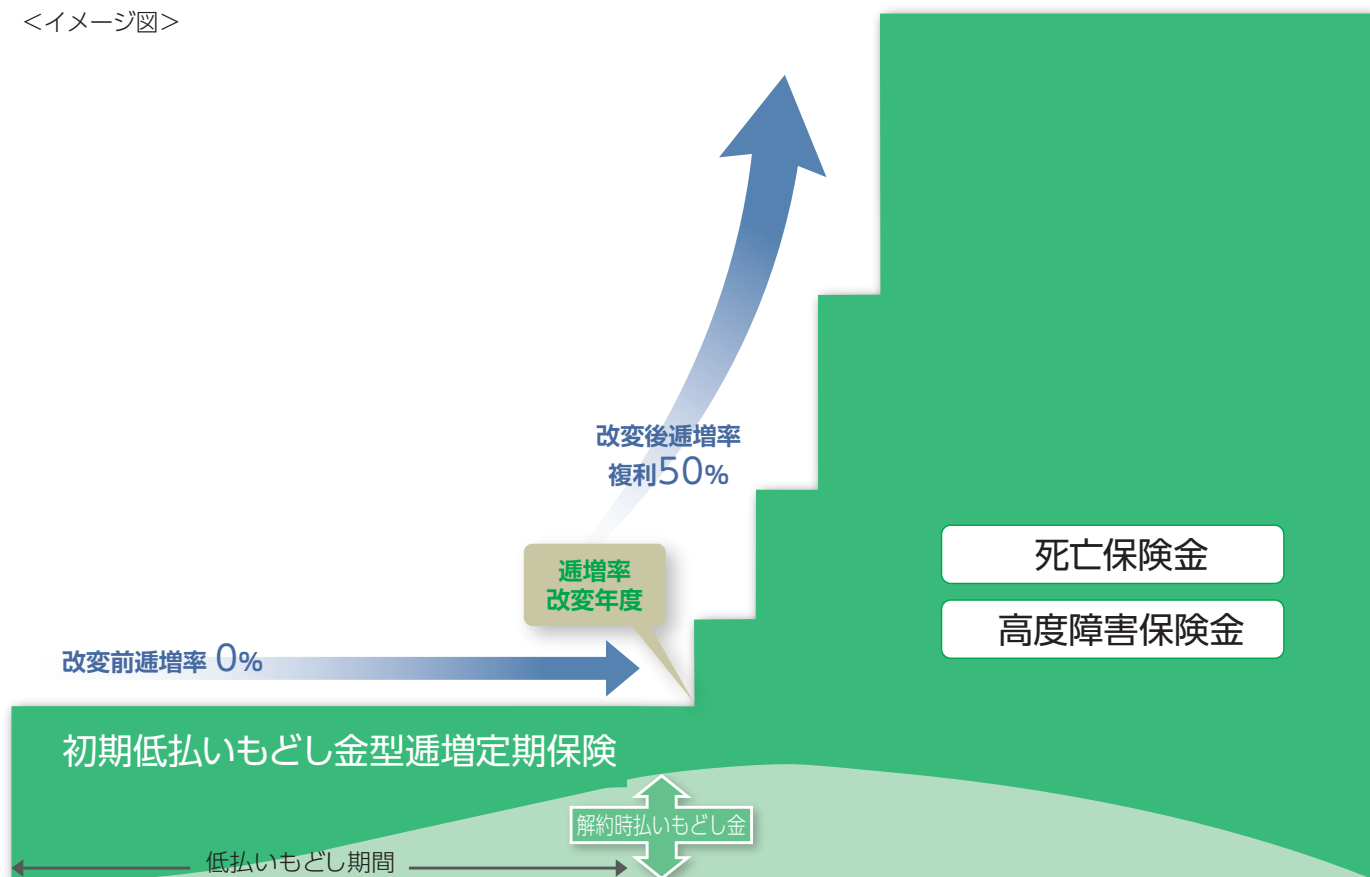 ＜イメージ図＞
改変後逓増率
複利50%
逓増率
改変年度
死亡保険金
高度障害保険金
改変前逓増率 0%
初期低払いもどし金型逓増定期保険
解約時払いもどし金
低払いもどし期間